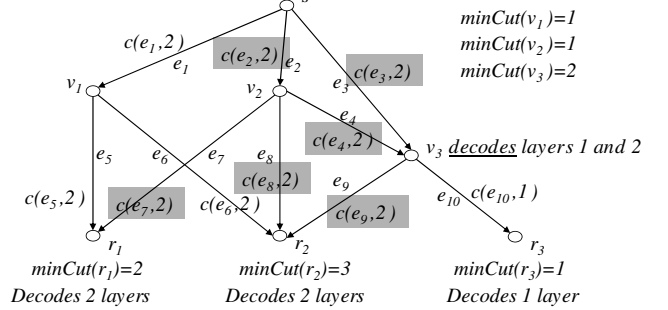 s
minCut(v1)=1
minCut(v2)=1
minCut(v3)=2
c(e1,2)
e1
c(e2,2)
e2
e3
c(e3,2)
v1
v2
e4
c(e4,2)
v3 decodes layers 1 and 2
e5
e6
e7
e8
c(e8,2)
e9
e10
c(e10,1)
c(e5,2)
c(e7,2)
c(e6,2)
c(e9,2)
r1
r2
r3
minCut(r1)=2
Decodes 2 layers
minCut(r2)=3
Decodes 2 layers
minCut(r3)=1
Decodes 1 layer